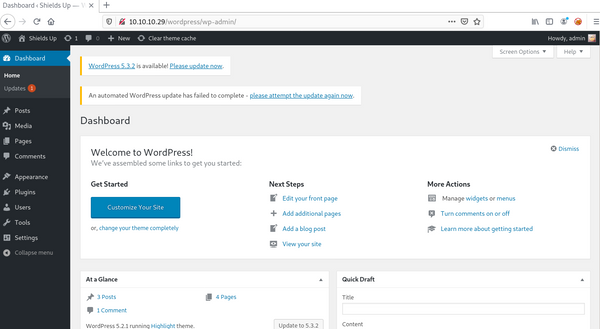 Dashboard ‹ Shields Up —
10.10.10.29/wordpress/wp-admin/
Shields Up 1 0 New Clear theme cache Howdy, admin
Screen Options Help
Dashboard
Home
Updates 1
Posts
Media
Pages
Comments
Appearance
Plugins
Users
Tools
Settings
Collapse menu
WordPress 5.3.2 is available! Please update now.
An automated WordPress update has failed to complete - please attempt the update again now.
Dashboard
Welcome to WordPress!
Dismiss
We've assembled some links to get you started:
Get Started
Customize Your Site
or, change your theme completely
Next Steps
Edit your front page
Add additional pages
Add a blog post
View your site
More Actions
Manage widgets or menus
Turn comments on or off
Learn more about getting started
At a Glance
3 Posts 4 Pages
1 Comment
WordPress 5.2.1 running Highlight theme. Update to 5.3.2
Quick Draft
Title
Content